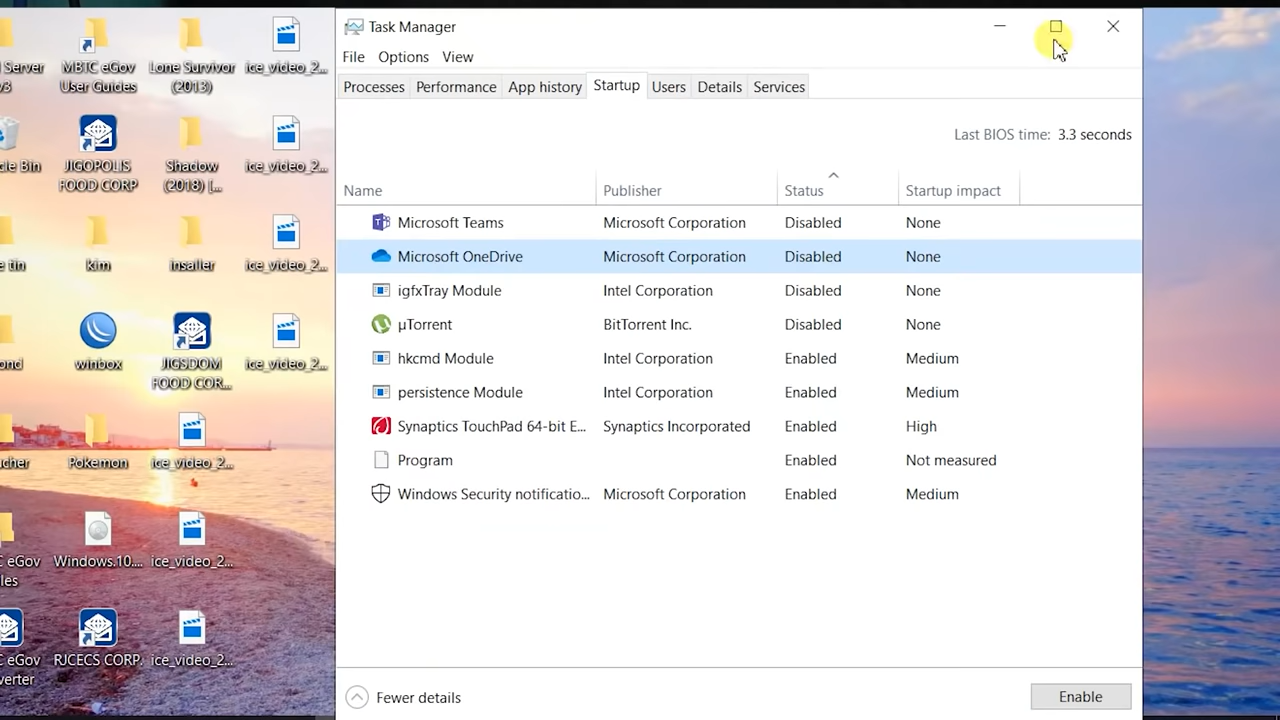 Task Manager
File Options View
Processes Performance App history Startup Users Details Services
Last BIOS time: 3.3 seconds
Name Publisher Status Startup impact
Microsoft Teams Microsoft Corporation Disabled None
Microsoft OneDrive Microsoft Corporation Disabled None
igfxTray Module Intel Corporation Disabled None
µTorrent BitTorrent Inc. Disabled None
hkcmd Module Intel Corporation Enabled Medium
persistence Module Intel Corporation Enabled Medium
Synaptics TouchPad 64-bit E... Synaptics Incorporated Enabled High
Program Enabled Not measured
Windows Security notificatio... Microsoft Corporation Enabled Medium
Fewer details Enable
Server
v3
MBTC eGov
User Guides
Lone Survivor
(2013)
ice_video_2...
cle Bin
JIGOPOLIS
FOOD CORP
Shadow
(2018) [...
ice_video_2...
e tin
kim
insaller
ice_video_2...
ond
winbox
JIGSDOM
FOOD COR...
ice_video_2...
cher
Pokemon
ice_video_2...
C eGov
les
Windows.10....
ice_video_2...
C eGov
verter
RJCECS CORP.
ice_video_2...